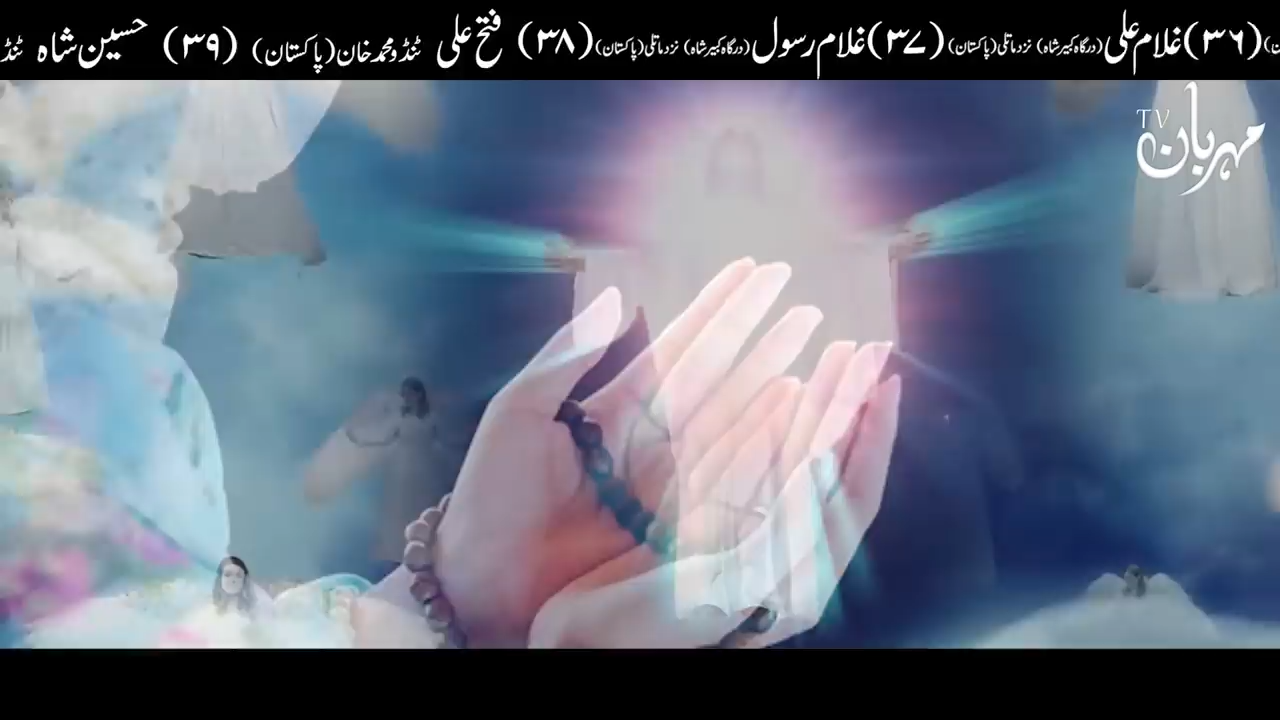 (۳۶) غلام علی (درگاہ کبیر شاہ) نزد ماتلی (پاکستان) (۳۷) غلام رسول (درگاہ کبیر شاہ) نزد ماتلی (پاکستان) (۳۸) فتح علی ٹنڈو محمد خان (پاکستان) (۳۹) حسین شاہ
مہربان TV